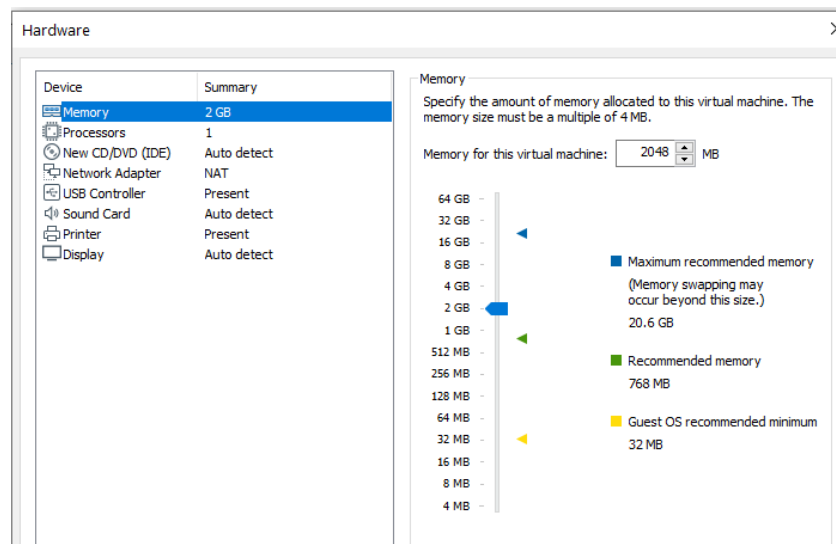 Hardware
Device Summary
Memory 2 GB
Processors 1
New CD/DVD (IDE) Auto detect
Network Adapter NAT
USB Controller Present
Sound Card Auto detect
Printer Present
Display Auto detect
Memory
Specify the amount of memory allocated to this virtual machine. The
memory size must be a multiple of 4 MB.
Memory for this virtual machine: 2048 MB
64 GB
32 GB
16 GB
8 GB
4 GB
2 GB
1 GB
512 MB
256 MB
128 MB
64 MB
32 MB
16 MB
8 MB
4 MB
Maximum recommended memory
(Memory swapping may
occur beyond this size.)
20.6 GB
Recommended memory
768 MB
Guest OS recommended minimum
32 MB